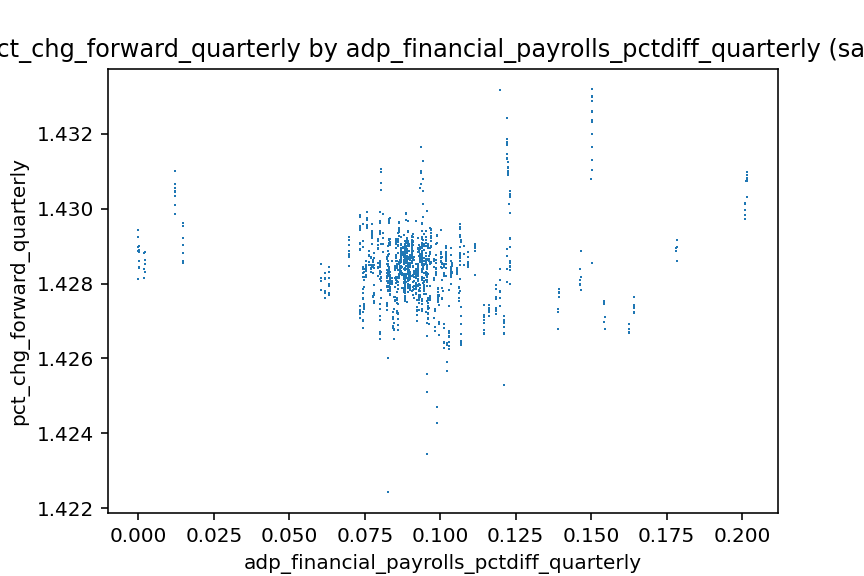 ct_chg_forward_quarterly by adp_financial_payrolls_pctdiff_quarterly (sa
1.432
1.430
1.428
1.426
1.424
1.422
pct_chg_forward_quarterly
0.000 0.025 0.050 0.075 0.100 0.125 0.150 0.175 0.200
adp_financial_payrolls_pctdiff_quarterly